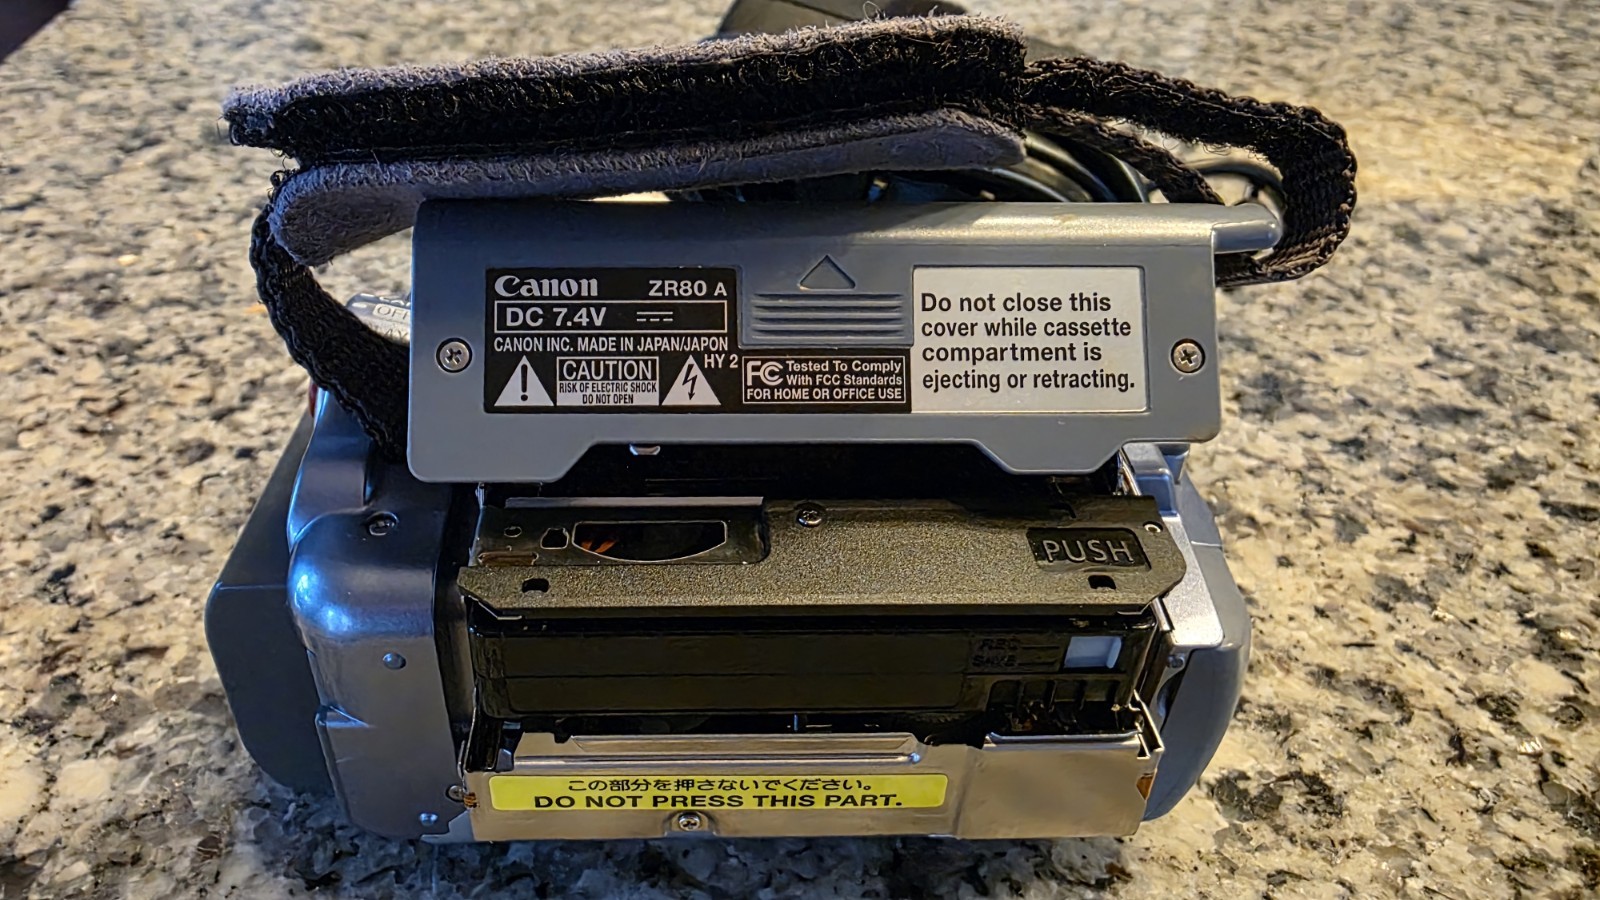 Canon ZR80 A
DC 7.4V
CANON INC. MADE IN JAPAN/JAPON
HY 2
CAUTION
RISK OF ELECTRIC SHOCK
DO NOT OPEN
FC Tested To Comply
With FCC Standards
FOR HOME OR OFFICE USE
Do not close this
cover while cassette
compartment is
ejecting or retracting.
OFF
PUSH
REC
SAVE
この部分を押さないでください。
DO NOT PRESS THIS PART.